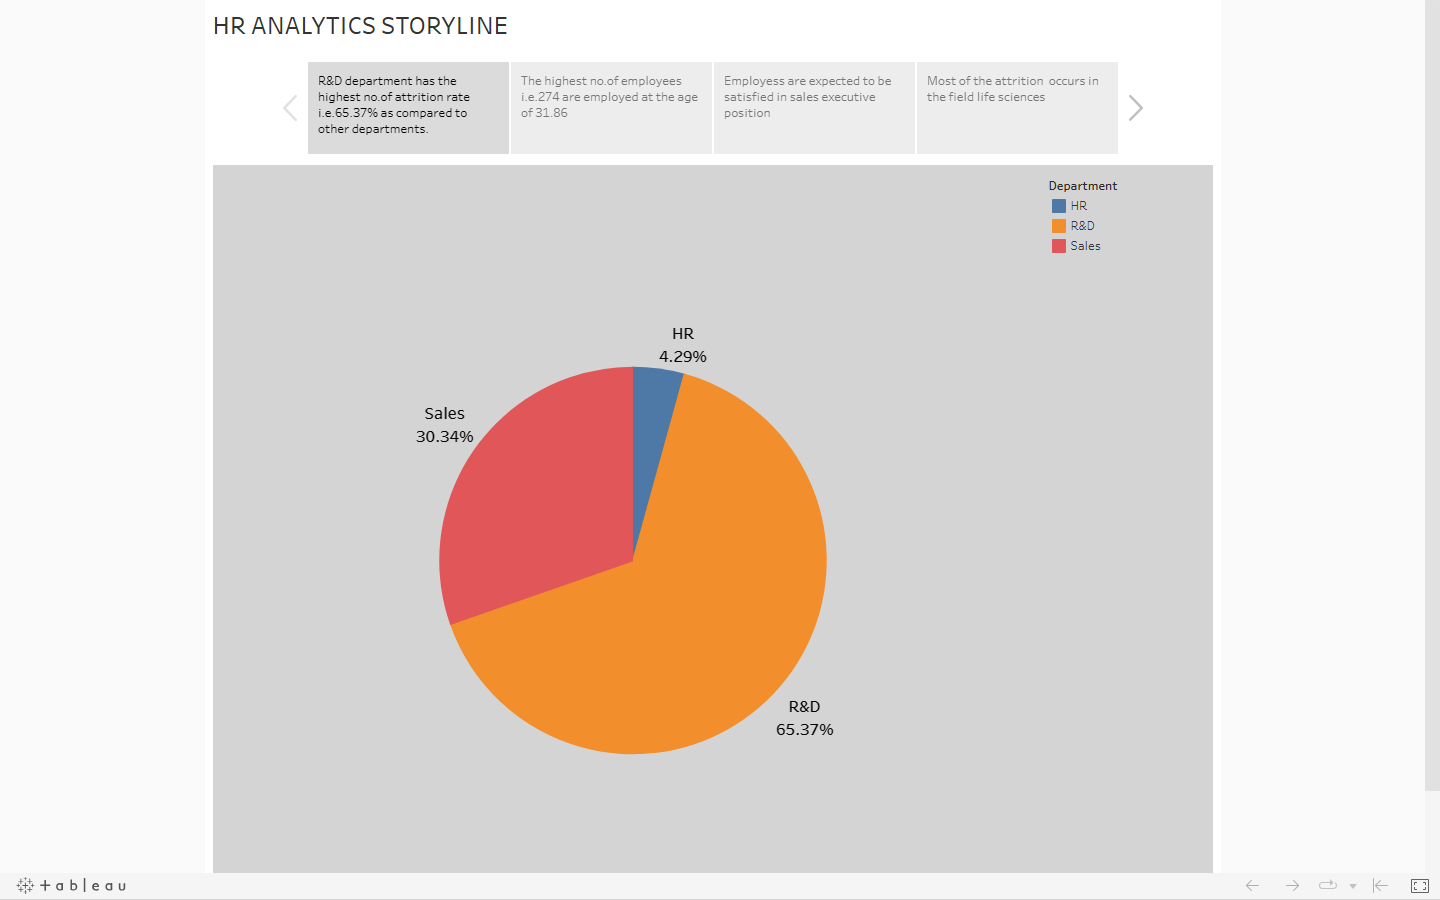 HR ANALYTICS STORYLINE
R&D department has the
highest no.of attrition rate
i.e.65.37% as compared to
other departments.
The highest no.of employees
i.e.274 are employed at the age
of 31.86
Employess are expected to be
satisfied in sales executive
position
Most of the attrition  occurs in
the field life sciences
Department
HR
R&D
Sales
HR
4.29%
Sales
30.34%
R&D
65.37%
+ a b l e a u